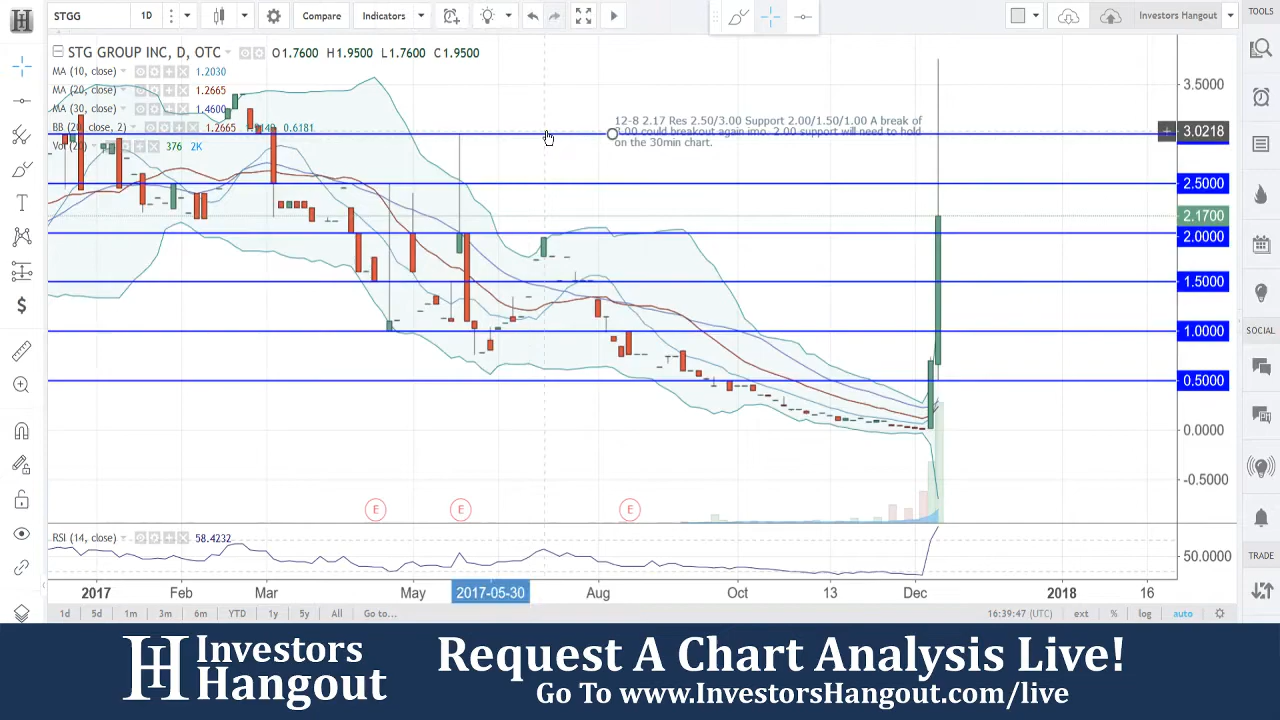 STGG
1D
Compare
Indicators
Investors Hangout
TOOLS
STG GROUP INC, D, OTC
O1.7600 H1.9500 L1.7600 C1.9500
MA (10, close) 1.2030
MA (20, close) 1.2665
MA (30, close) 1.4600
BB (20, close, 2) 1.2665 0.6181
Vol (20) 376 2K
12-8 2.17 Res 2.50/3.00 Support 2.00/1.50/1.00 A break of
3.00 could breakout again imo. 2.00 support will need to hold
on the 30min chart.
3.5000
3.0218
2.5000
2.1700
2.0000
1.5000
1.0000
0.5000
0.0000
-0.5000
E
E
E
SOCIAL
RSI (14, close) 58.4232
50.0000
TRADE
2017 Feb Mar May 2017-05-30 Aug Oct 13 Dec 2018 16
1d 5d 1m 3m 6m YTD 1y 5y All Go to... 16:39:47 (UTC) ext % log auto
Investors
Hangout
Request A Chart Analysis Live!
Go To www.InvestorsHangout.com/live